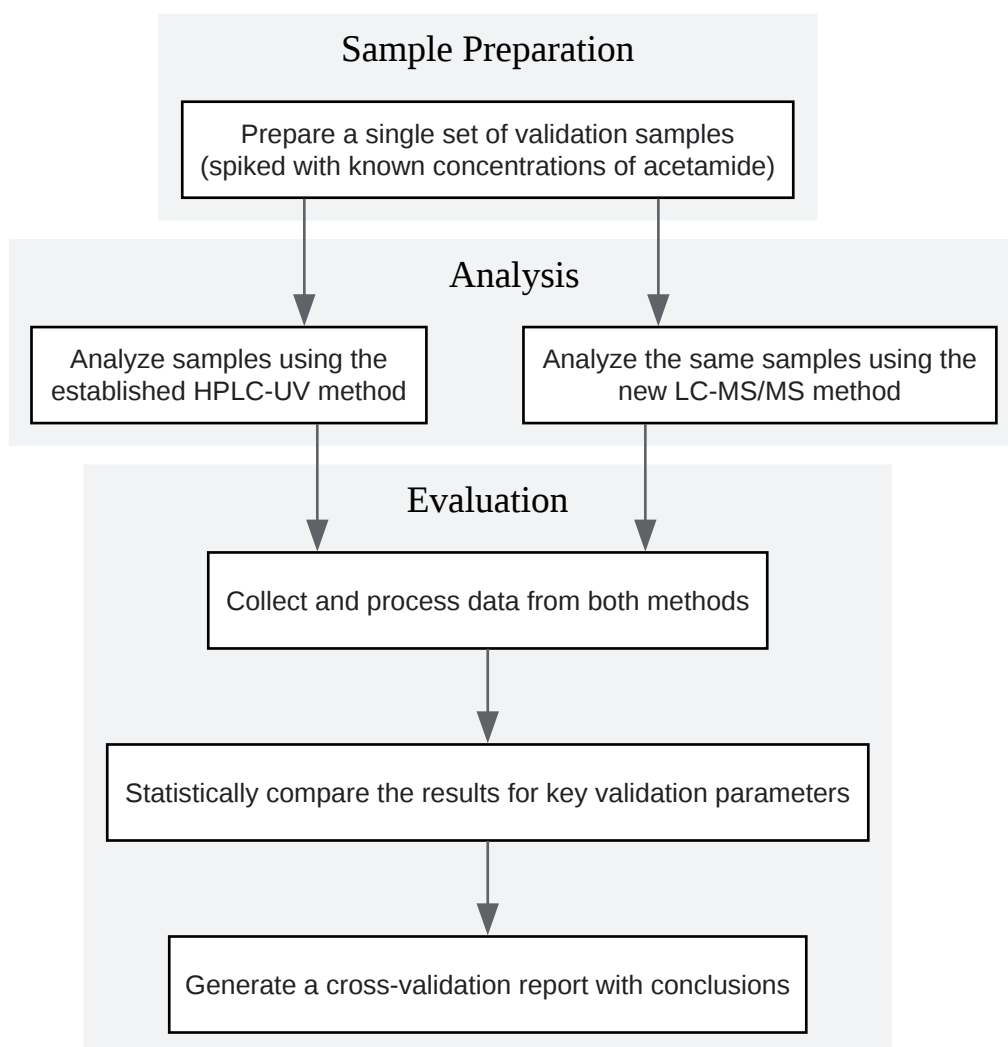 Sample Preparation
Prepare a single set of validation samples
(spiked with known concentrations of acetamide)
Analysis
Analyze samples using the
established HPLC-UV method
Analyze the same samples using the
new LC-MS/MS method
Evaluation
Collect and process data from both methods
Statistically compare the results for key validation parameters
Generate a cross-validation report with conclusions